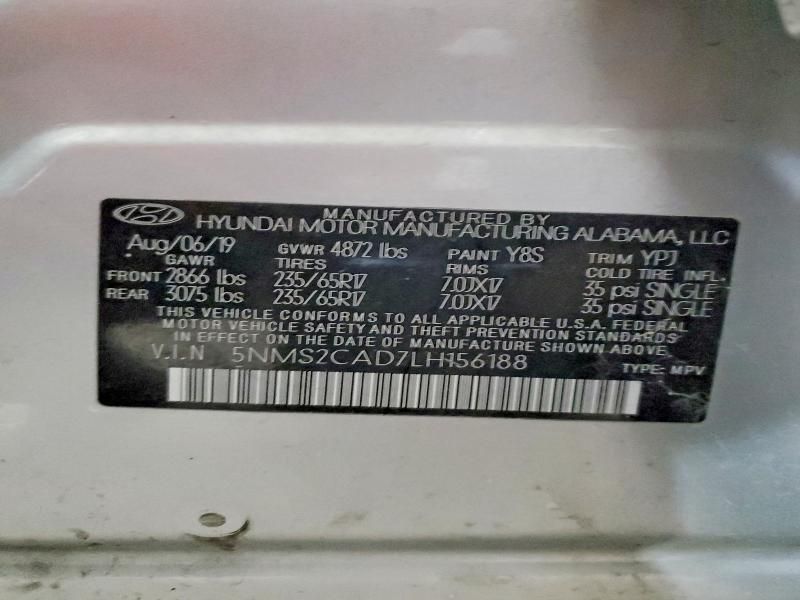 MANUFACTURED BY
HYUNDAI MOTOR MANUFACTURING ALABAMA, LLC
Aug/06/19 GVWR 4872 lbs PAINT Y8S TRIM YPJ
GAWR TIRES RIMS COLD TIRE INFL.
FRONT 2866 lbs 235/65R17 7.0JX17 35 psi SINGLE
REAR 3075 lbs 235/65R17 7.0JX17 35 psi SINGLE
THIS VEHICLE CONFORMS TO ALL APPLICABLE U.S.A. FEDERAL
MOTOR VEHICLE SAFETY AND THEFT PREVENTION STANDARDS
IN EFFECT ON THE DATE OF MANUFACTURE SHOWN ABOVE.
V.I.N 5NMS2CAD7LH156188 TYPE: MPV